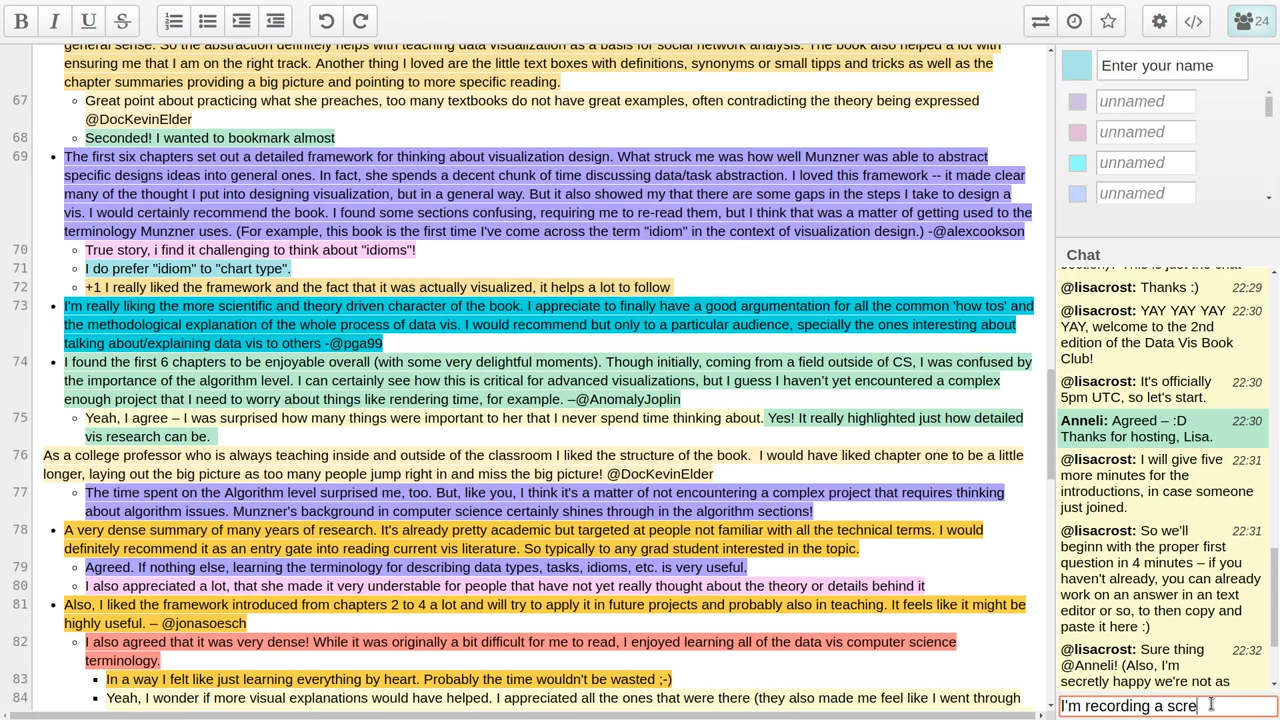 B I U S
24
general sense. So the abstraction definitely helps with teaching data visualization as a basis for social network analysis. The book also helped a lot with
ensuring me that I am on the right track. Another thing I loved are the little text boxes with definitions, synonyms or small tipps and tricks as well as the
chapter summaries providing a big picture and pointing to more specific reading.
67 Great point about practicing what she preaches, too many textbooks do not have great examples, often contradicting the theory being expressed
@DocKevinElder
68 Seconded! I wanted to bookmark almost
69 The first six chapters set out a detailed framework for thinking about visualization design. What struck me was how well Munzner was able to abstract
specific designs ideas into general ones. In fact, she spends a decent chunk of time discussing data/task abstraction. I loved this framework -- it made clear
many of the thought I put into designing visualization, but in a general way. But it also showed my that there are some gaps in the steps I take to design a
vis. I would certainly recommend the book. I found some sections confusing, requiring me to re-read them, but I think that was a matter of getting used to the
terminology Munzner uses. (For example, this book is the first time I've come across the term "idiom" in the context of visualization design.) -@alexcookson
70 True story, i find it challenging to think about "idioms"!
71 I do prefer "idiom" to "chart type".
72 +1 I really liked the framework and the fact that it was actually visualized, it helps a lot to follow
73 I'm really liking the more scientific and theory driven character of the book. I appreciate to finally have a good argumentation for all the common 'how tos' and
the methodological explanation of the whole process of data vis. I would recommend but only to a particular audience, specially the ones interesting about
talking about/explaining data vis to others -@pga99
74 I found the first 6 chapters to be enjoyable overall (with some very delightful moments). Though initially, coming from a field outside of CS, I was confused by
the importance of the algorithm level. I can certainly see how this is critical for advanced visualizations, but I guess I haven't yet encountered a complex
enough project that I need to worry about things like rendering time, for example. –@AnomalyJoplin
75 Yeah, I agree – I was surprised how many things were important to her that I never spend time thinking about. Yes! It really highlighted just how detailed
vis research can be.
76 As a college professor who is always teaching inside and outside of the classroom I liked the structure of the book.  I would have liked chapter one to be a little
longer, laying out the big picture as too many people jump right in and miss the big picture! @DocKevinElder
77 The time spent on the Algorithm level surprised me, too. But, like you, I think it's a matter of not encountering a complex project that requires thinking
about algorithm issues. Munzner's background in computer science certainly shines through in the algorithm sections!
78 A very dense summary of many years of research. It's already pretty academic but targeted at people not familiar with all the technical terms. I would
definitely recommend it as an entry gate into reading current vis literature. So typically to any grad student interested in the topic.
79 Agreed. If nothing else, learning the terminology for describing data types, tasks, idioms, etc. is very useful.
80 I also appreciated a lot, that she made it very understable for people that have not yet really thought about the theory or details behind it
81 Also, I liked the framework introduced from chapters 2 to 4 a lot and will try to apply it in future projects and probably also in teaching. It feels like it might be
highly useful. – @jonasoesch
82 I also agreed that it was very dense! While it was originally a bit difficult for me to read, I enjoyed learning all of the data vis computer science
terminology.
83 In a way I felt like just learning everything by heart. Probably the time wouldn't be wasted ;-)
84 Yeah, I wonder if more visual explanations would have helped. I appreciated all the ones that were there (they also made me feel like I went through
Enter your name
unnamed
unnamed
unnamed
unnamed
Chat
section)? This is just the chat
@lisacrost: Thanks :) 22:29
@lisacrost: YAY YAY YAY 22:30
YAY, welcome to the 2nd
edition of the Data Vis Book
Club!
@lisacrost: It's officially 22:30
5pm UTC, so let's start.
Anneli: Agreed – :D 22:30
Thanks for hosting, Lisa.
@lisacrost: I will give five 22:31
more minutes for the
introductions, in case someone
just joined.
@lisacrost: So we'll 22:31
begin with the proper first
question in 4 minutes – if you
haven't already, you can already
work on an answer in an text
editor or so, to then copy and
paste it here :)
@lisacrost: Sure thing 22:32
@Anneli! (Also, I'm
secretly happy we're not as
I'm recording a scre